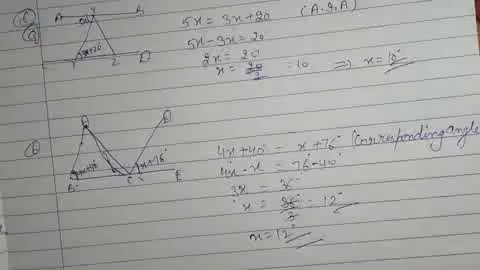 A B
5x = 3x+20 (A.I.A)
5x-3x=20
2x = 20
x = 20/2 = 10 ⇒ x=10°
Z D
(b)
A D
4x+40° = x+76° (corresponding angle
4x - x = 76°-40°
3x = 36°
x = 36°/3 = 12°
x=12°
x+76°
B C E